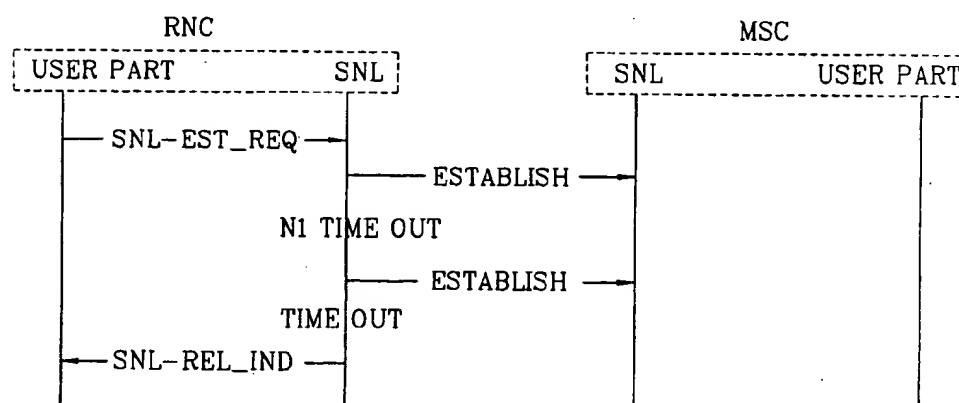 RNC MSC
USER PART SNL SNL USER PART
SNL-EST_REQ
ESTABLISH
N1 TIME OUT
ESTABLISH
TIME OUT
SNL-REL_IND